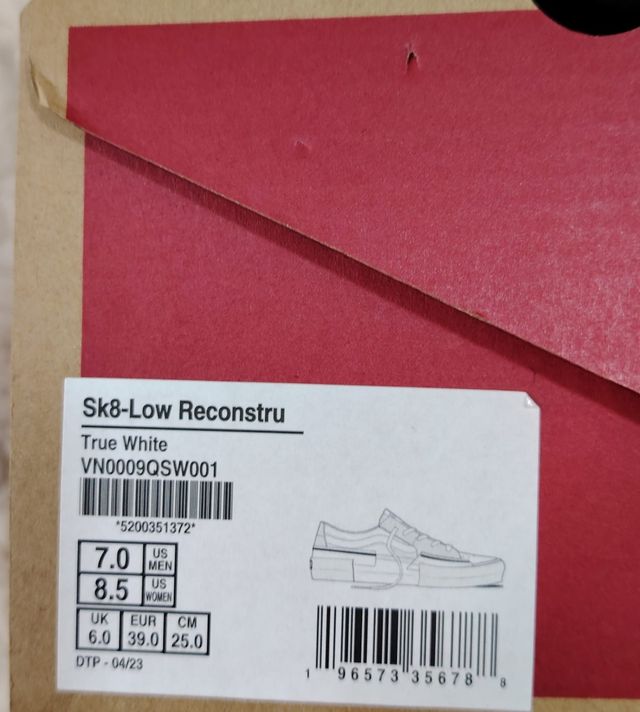 Sk8-Low Reconstru
True White
VN0009QSW001
*5200351372*
7.0 US MEN
8.5 US WOMEN
UK EUR CM
6.0 39.0 25.0
DTP - 04/23
1 96573 35678 8